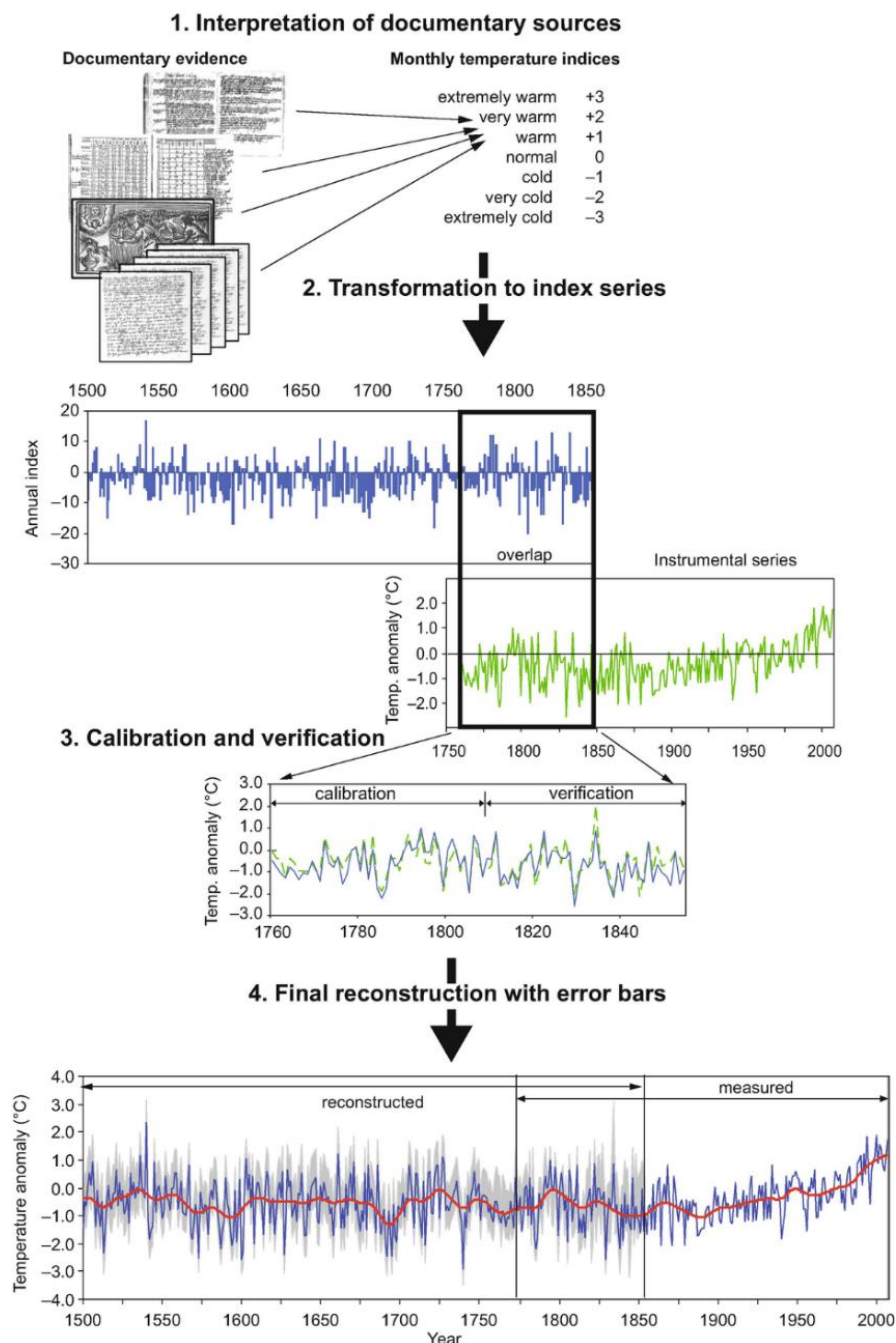 1. Interpretation of documentary sources
Documentary evidence
Monthly temperature indices
extremely warm +3
very warm +2
warm +1
normal 0
cold –1
very cold –2
extremely cold –3
2. Transformation to index series
1500 1550 1600 1650 1700 1750 1800 1850
20
10
0
–10
–20
–30
Annual index
overlap
Instrumental series
2.0
1.0
0.0
–1.0
–2.0
Temp. anomaly (°C)
1750 1800 1850 1900 1950 2000
3. Calibration and verification
3.0
2.0
1.0
0.0
–1.0
–2.0
–3.0
Temp. anomaly (°C)
calibration
verification
1760 1780 1800 1820 1840
4. Final reconstruction with error bars
4.0
3.0
2.0
1.0
0.0
–1.0
–2.0
–3.0
–4.0
Temperature anomaly (°C)
reconstructed
measured
1500 1550 1600 1650 1700 1750 1800 1850 1900 1950 2000
Year